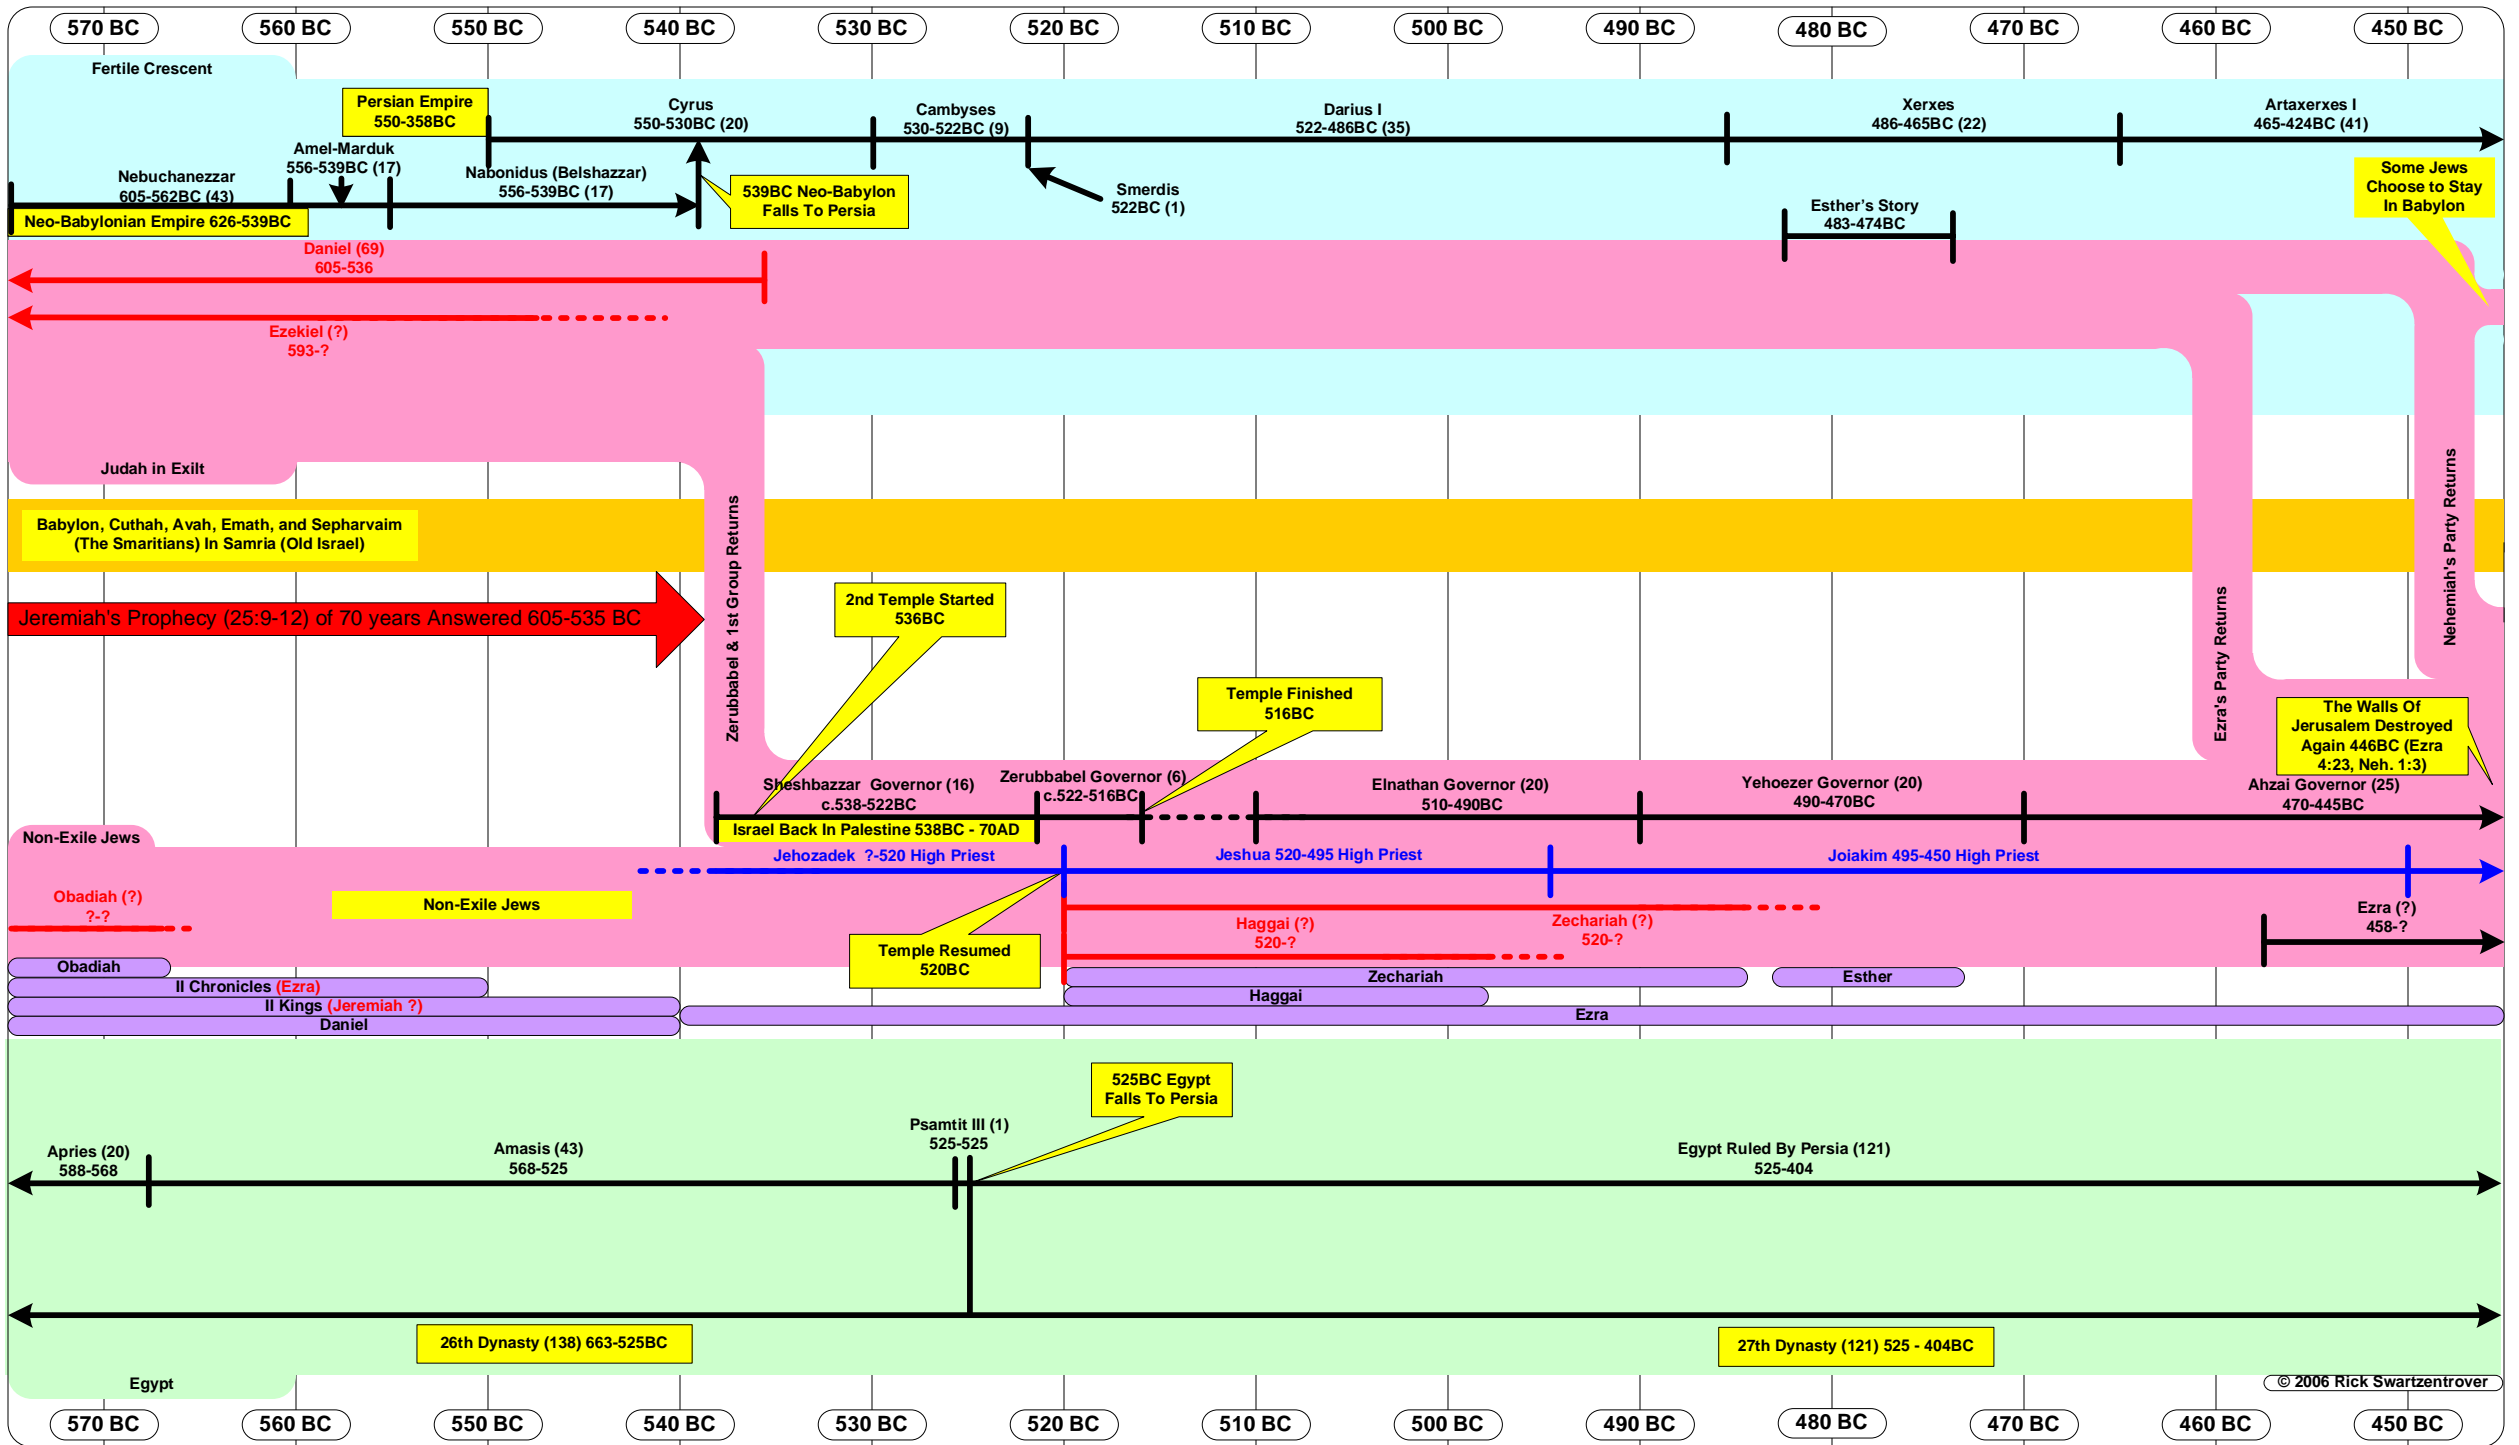 570 BC
560 BC
550 BC
540 BC
530 BC
520 BC
510 BC
500 BC
490 BC
480 BC
470 BC
460 BC
450 BC
Fertile Crescent
Persian Empire
550-358BC
Cyrus
550-530BC (20)
Cambyses
530-522BC (9)
Darius I
522-486BC (35)
Xerxes
486-465BC (22)
Artaxerxes I
465-424BC (41)
Amel-Marduk
556-539BC (17)
Nebuchanezzar
605-562BC (43)
Nabonidus (Belshazzar)
556-539BC (17)
539BC Neo-Babylon
Falls To Persia
Smerdis
522BC (1)
Esther's Story
483-474BC
Some Jews
Choose to Stay
In Babylon
Neo-Babylonian Empire 626-539BC
Daniel (69)
605-536
Ezekiel (?)
593-?
Judah in Exilt
Babylon, Cuthah, Avah, Emath, and Sepharvaim
(The Smaritians) In Samria (Old Israel)
Jeremiah's Prophecy (25:9-12) of 70 years Answered 605-535 BC
Zerubbabel & 1st Group Returns
Ezra's Party Returns
Nehemiah's Party Returns
2nd Temple Started
536BC
Temple Finished
516BC
The Walls Of
Jerusalem Destroyed
Again 446BC (Ezra
4:23, Neh. 1:3)
Sheshbazzar Governor (16)
c.538-522BC
Zerubbabel Governor (6)
c.522-516BC
Elnathan Governor (20)
510-490BC
Yehoezer Governor (20)
490-470BC
Ahzai Governor (25)
470-445BC
Israel Back In Palestine 538BC - 70AD
Non-Exile Jews
Jehozadek ?-520 High Priest
Jeshua 520-495 High Priest
Joiakim 495-450 High Priest
Obadiah (?)
?-?
Non-Exile Jews
Temple Resumed
520BC
Haggai (?)
520-?
Zechariah (?)
520-?
Ezra (?)
458-?
Obadiah
II Chronicles (Ezra)
II Kings (Jeremiah ?)
Daniel
Zechariah
Esther
Haggai
Ezra
525BC Egypt
Falls To Persia
Apries (20)
588-568
Amasis (43)
568-525
Psamtit III (1)
525-525
Egypt Ruled By Persia (121)
525-404
26th Dynasty (138) 663-525BC
27th Dynasty (121) 525 - 404BC
Egypt
© 2006 Rick Swartzentrover
570 BC
560 BC
550 BC
540 BC
530 BC
520 BC
510 BC
500 BC
490 BC
480 BC
470 BC
460 BC
450 BC